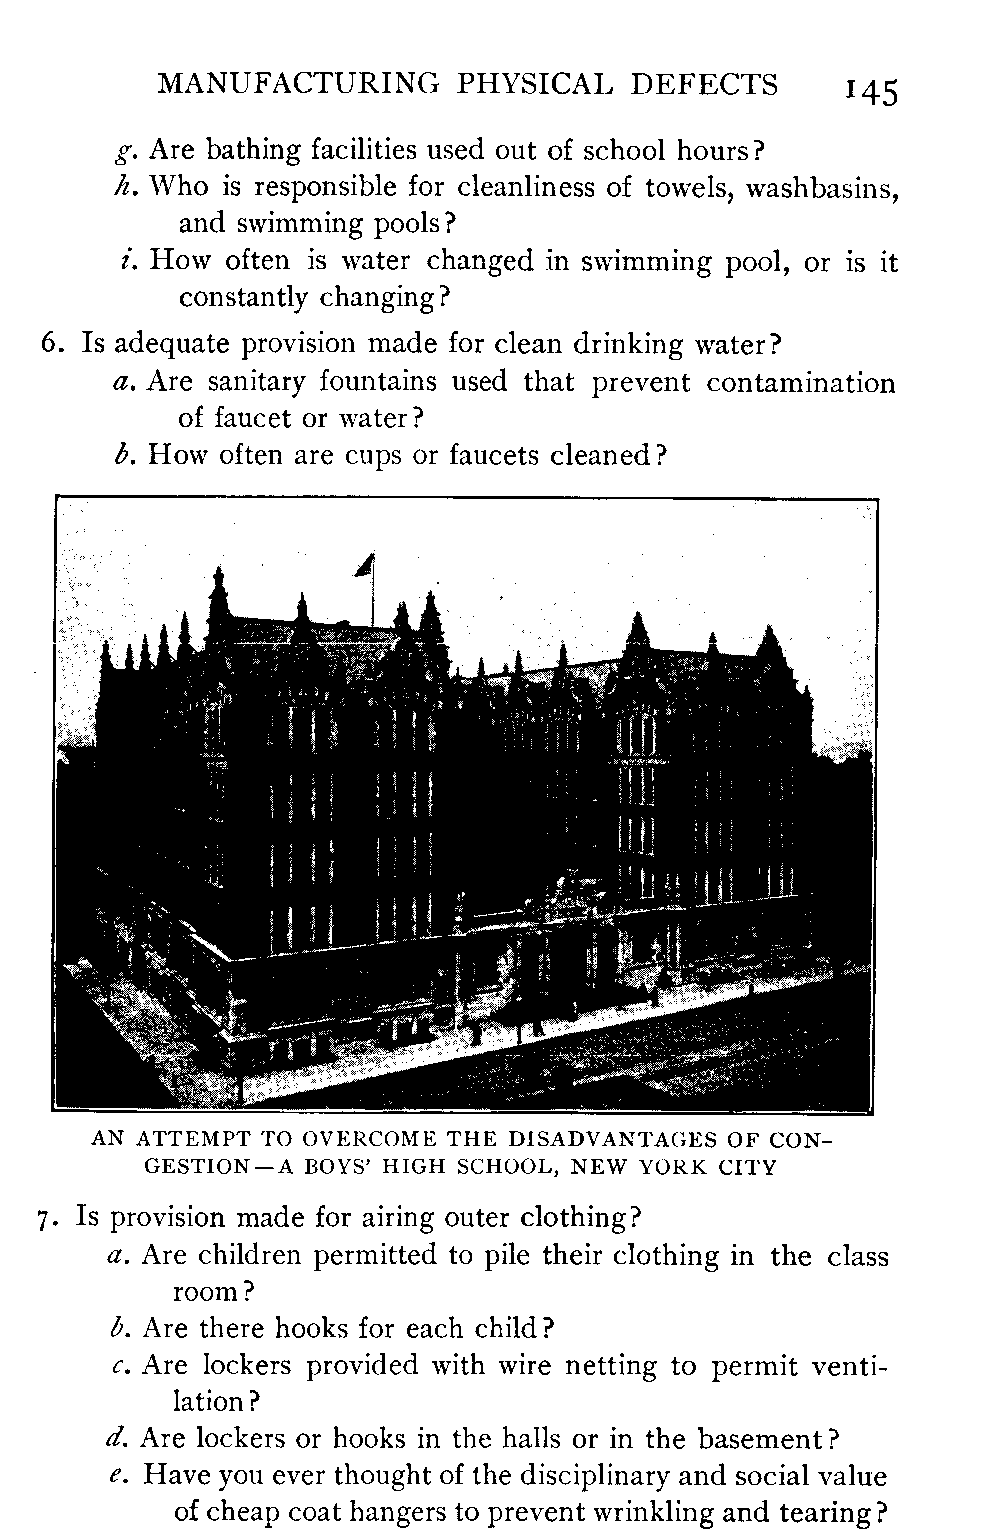 MANUFACTURING PHYSICAL DEFECTS 145
g. Are bathing facilities used out of school hours?
h. Who is responsible for cleanliness of towels, washbasins,
and swimming pools?
i. How often is water changed in swimming pool, or is it
constantly changing?
6. Is adequate provision made for clean drinking water?
a. Are sanitary fountains used that prevent contamination
of faucet or water?
b. How often are cups or faucets cleaned?
AN ATTEMPT TO OVERCOME THE DISADVANTAGES OF CON-
GESTION—A BOYS' HIGH SCHOOL, NEW YORK CITY
7. Is provision made for airing outer clothing?
a. Are children permitted to pile their clothing in the class
room?
b. Are there hooks for each child?
c. Are lockers provided with wire netting to permit venti-
lation?
d. Are lockers or hooks in the halls or in the basement?
e. Have you ever thought of the disciplinary and social value
of cheap coat hangers to prevent wrinkling and tearing?